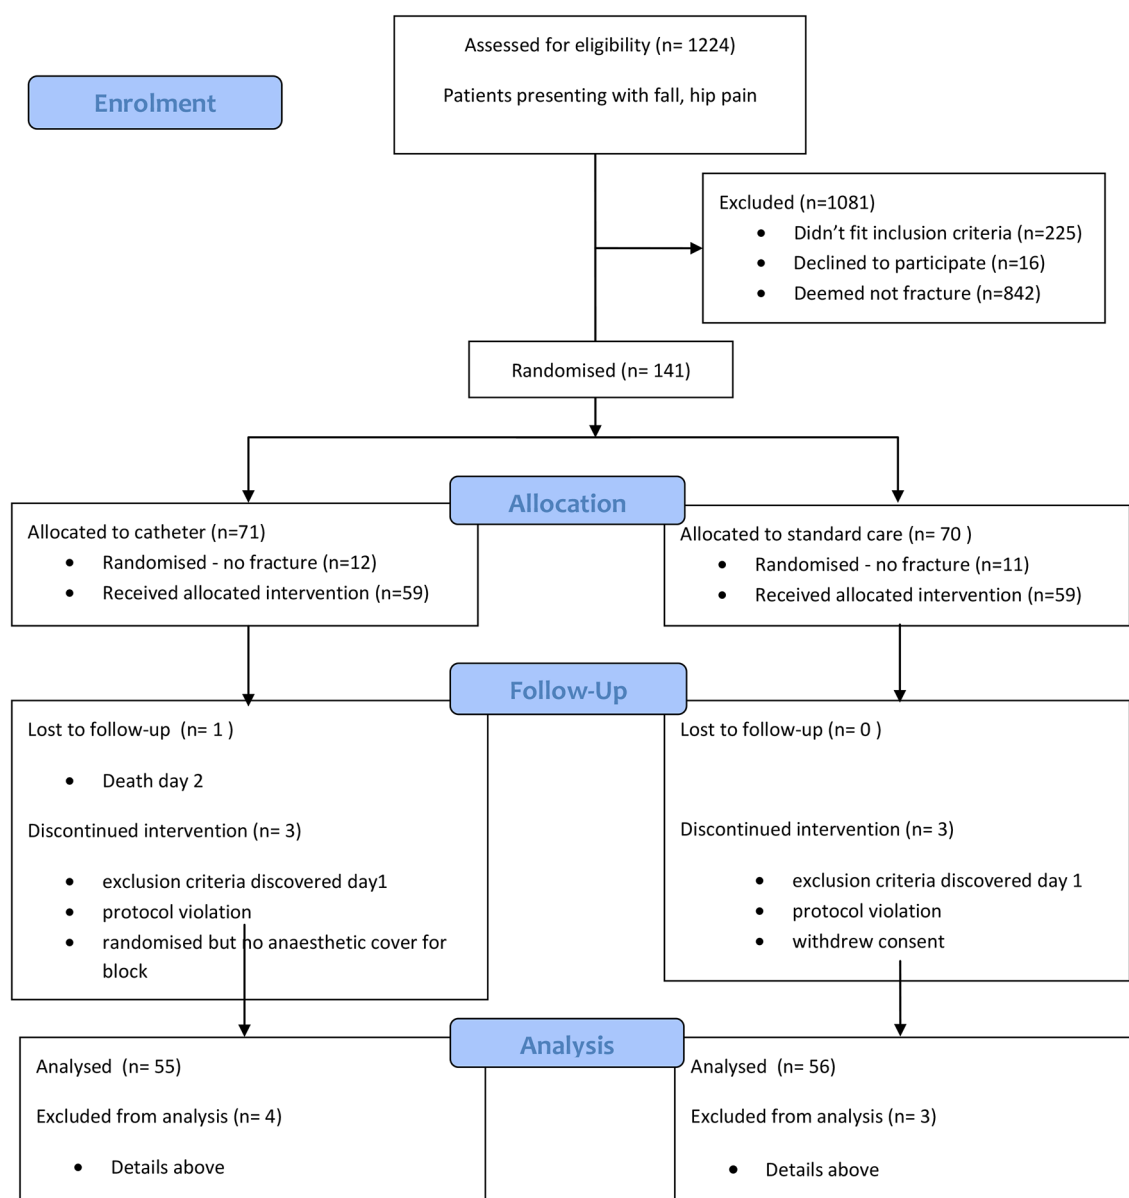 Assessed for eligibility (n= 1224)
Patients presenting with fall, hip pain
Enrolment
Excluded (n=1081)
• Didn’t fit inclusion criteria (n=225)
• Declined to participate (n=16)
• Deemed not fracture (n=842)
Randomised (n= 141)
Allocation
Allocated to catheter (n=71)
• Randomised - no fracture (n=12)
• Received allocated intervention (n=59)
Allocated to standard care (n= 70 )
• Randomised - no fracture (n=11)
• Received allocated intervention (n=59)
Follow-Up
Lost to follow-up  (n= 1 )
• Death day 2
Discontinued intervention (n= 3)
• exclusion criteria discovered day1
• protocol violation
• randomised but no anaesthetic cover for
block
Lost to follow-up (n= 0 )
Discontinued intervention (n= 3)
• exclusion criteria discovered day 1
• protocol violation
• withdrew consent
Analysis
Analysed  (n= 55)
Excluded from analysis (n= 4)
• Details above
Analysed  (n= 56)
Excluded from analysis (n= 3)
• Details above